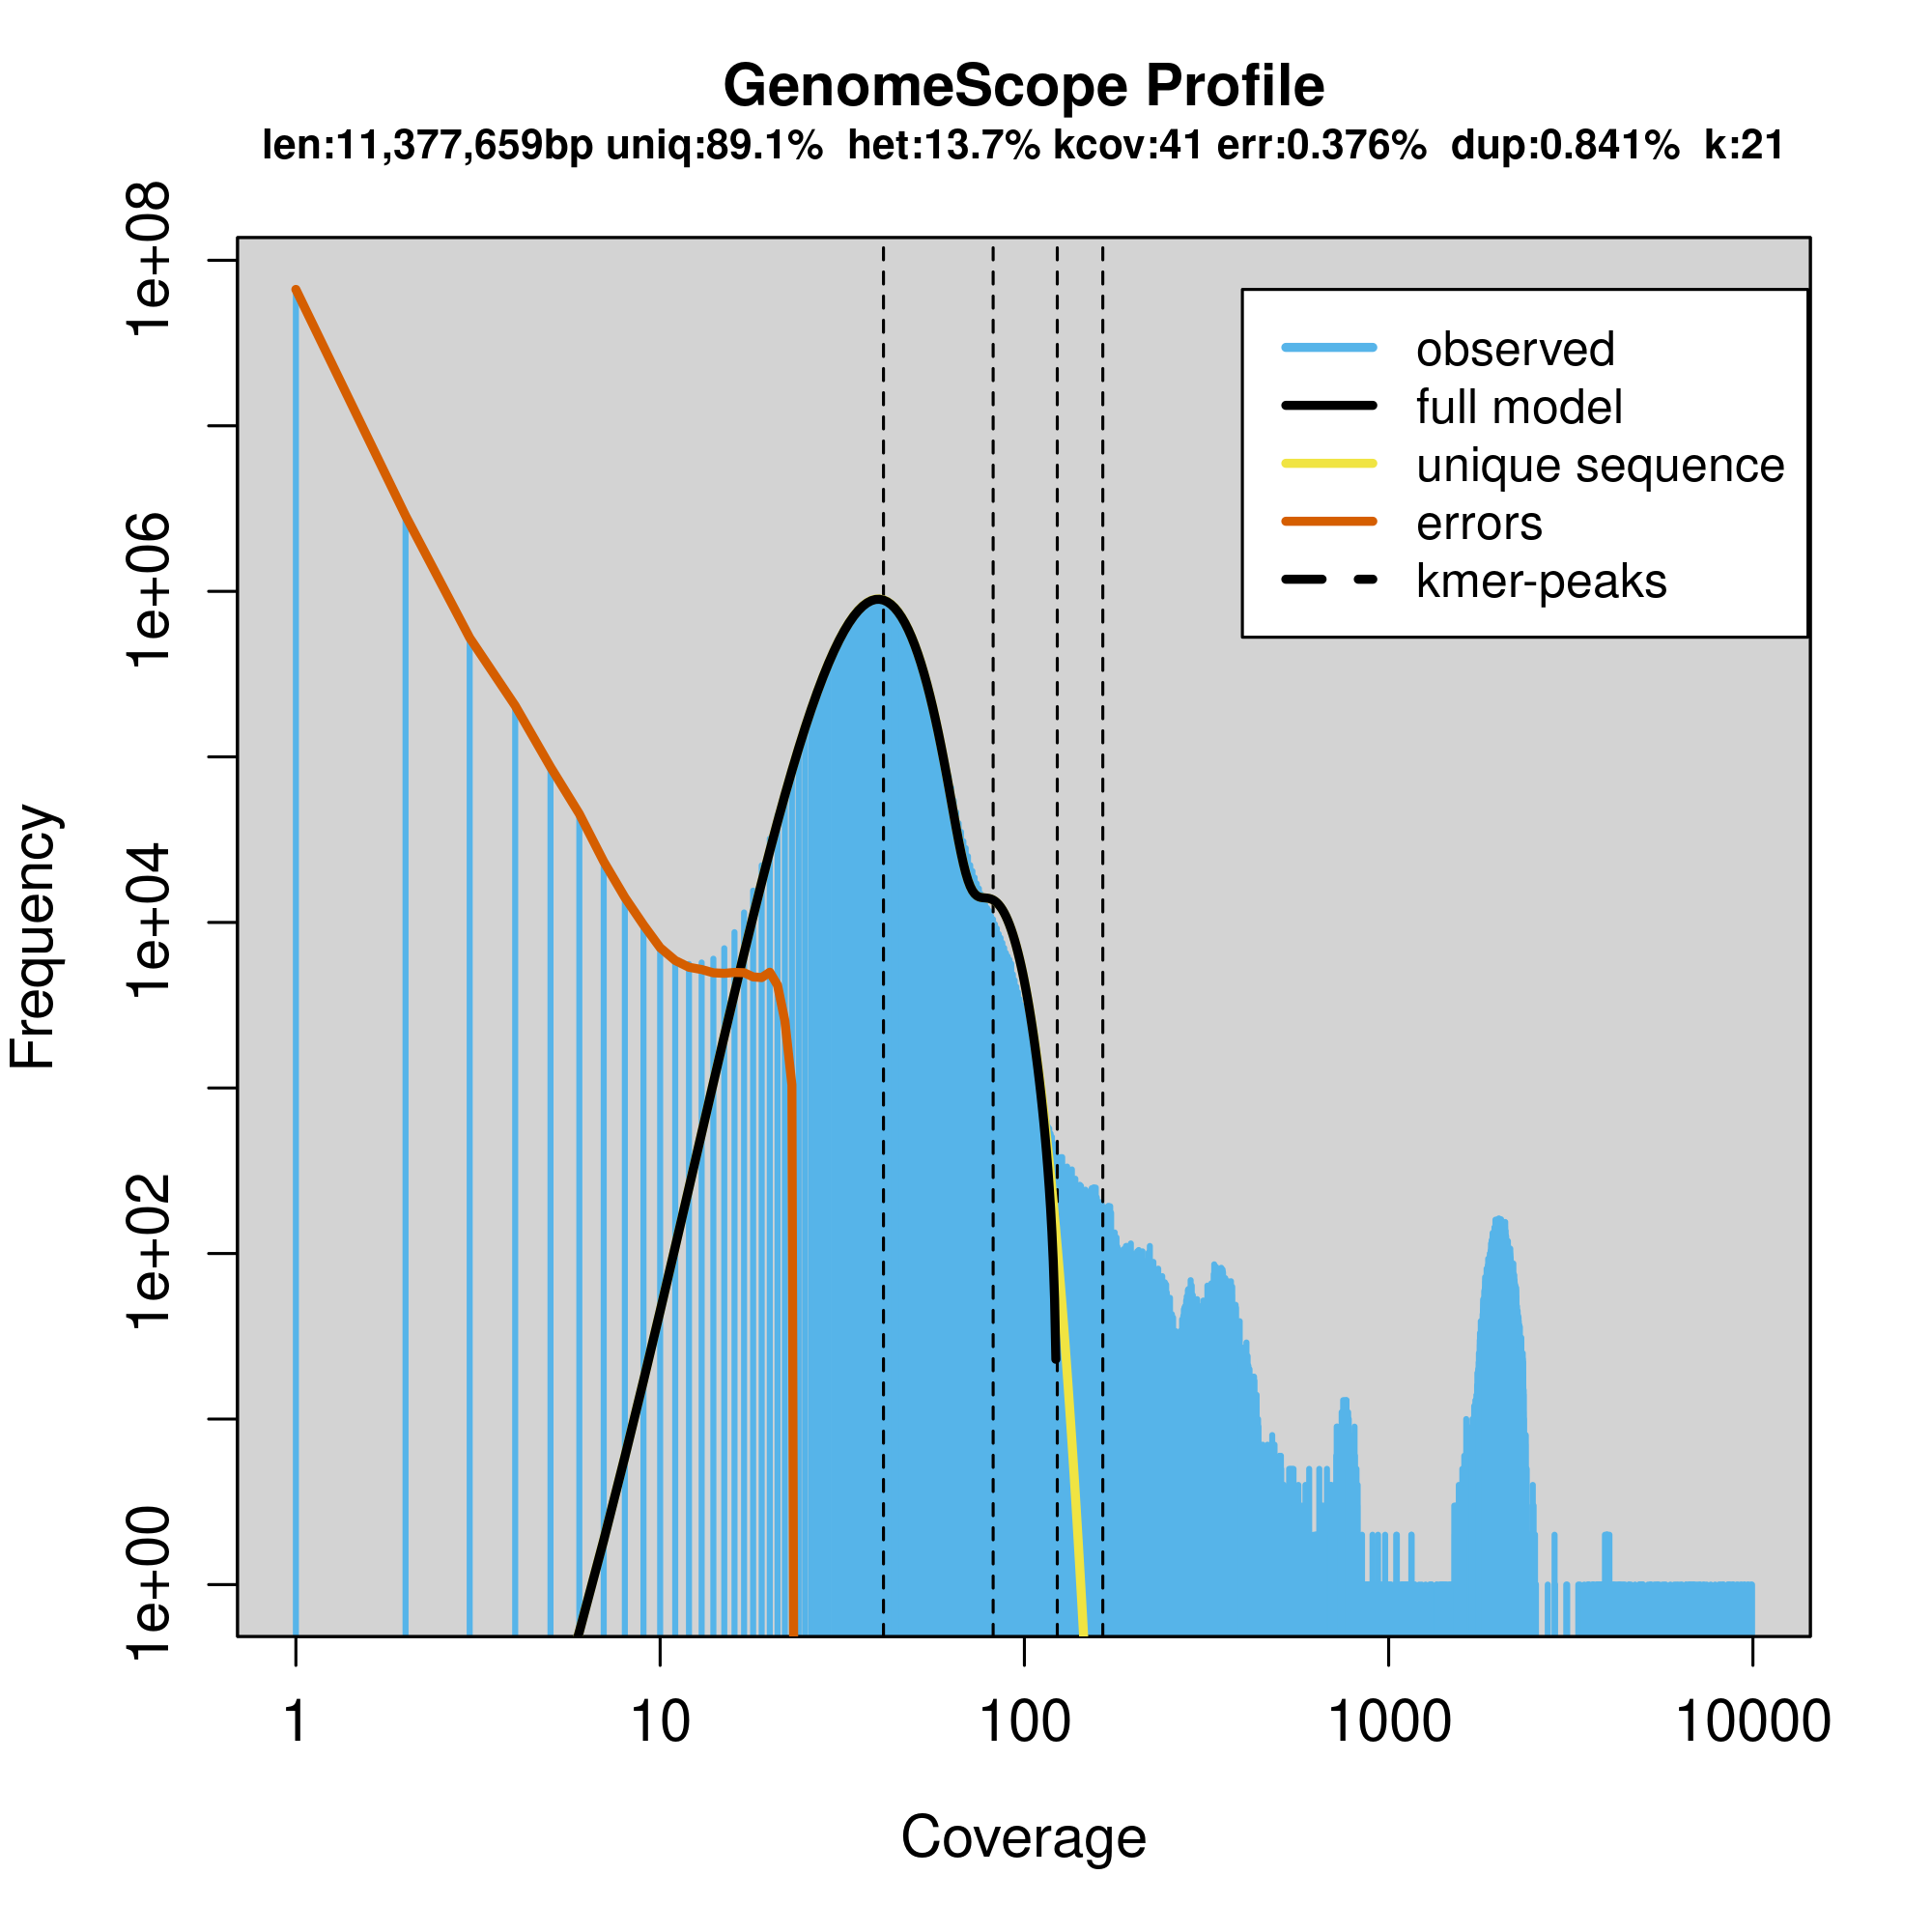 GenomeScope Profile
len:11,377,659bp uniq:89.1% het:13.7% kcov:41 err:0.376% dup:0.841% k:21
1e+08
1e+06
1e+04
1e+02
1e+00
Frequency
observed
full model
unique sequence
errors
kmer-peaks
1 10 100 1000 10000
Coverage